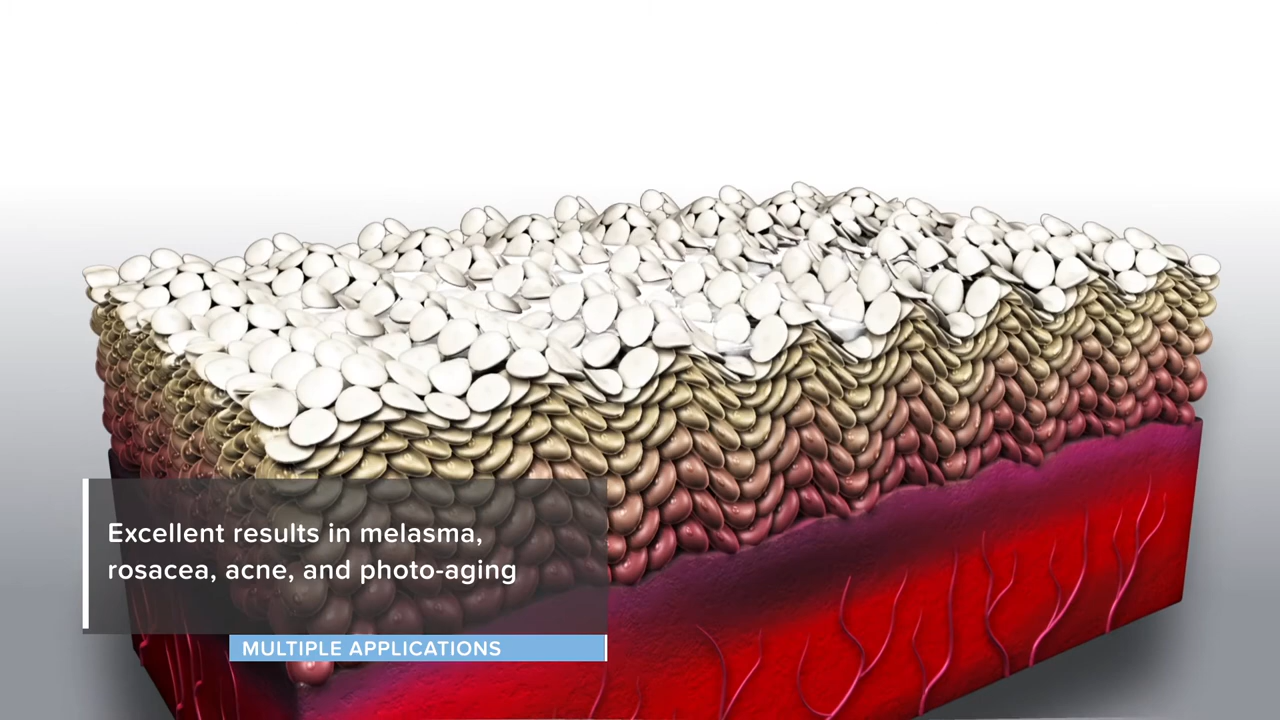 Excellent results in melasma,
rosacea, acne, and photo-aging
MULTIPLE APPLICATIONS